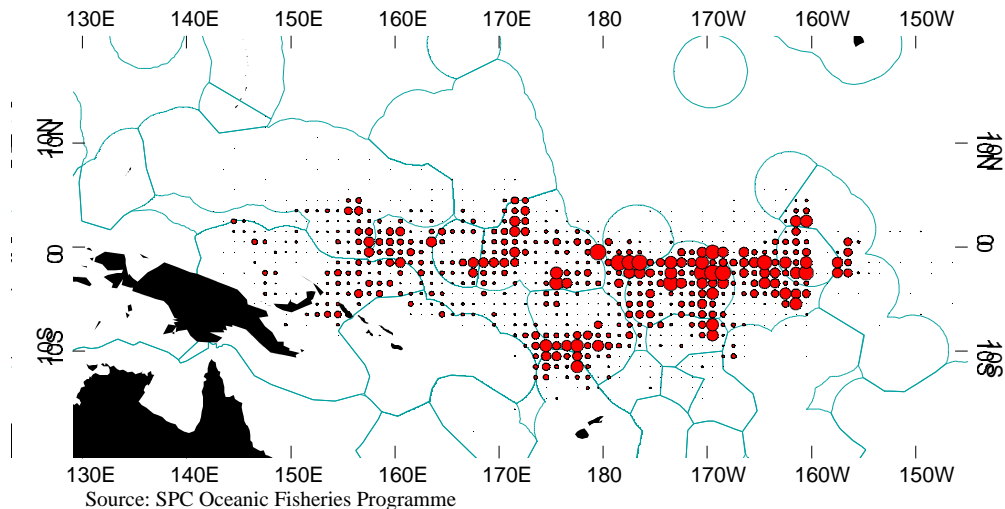 130E 140E 150E 160E 170E 180 170W 160W 150W
10N 10N
0 0
10S 10S
130E 140E 150E 160E 170E 180 170W 160W 150W
Source: SPC Oceanic Fisheries Programme